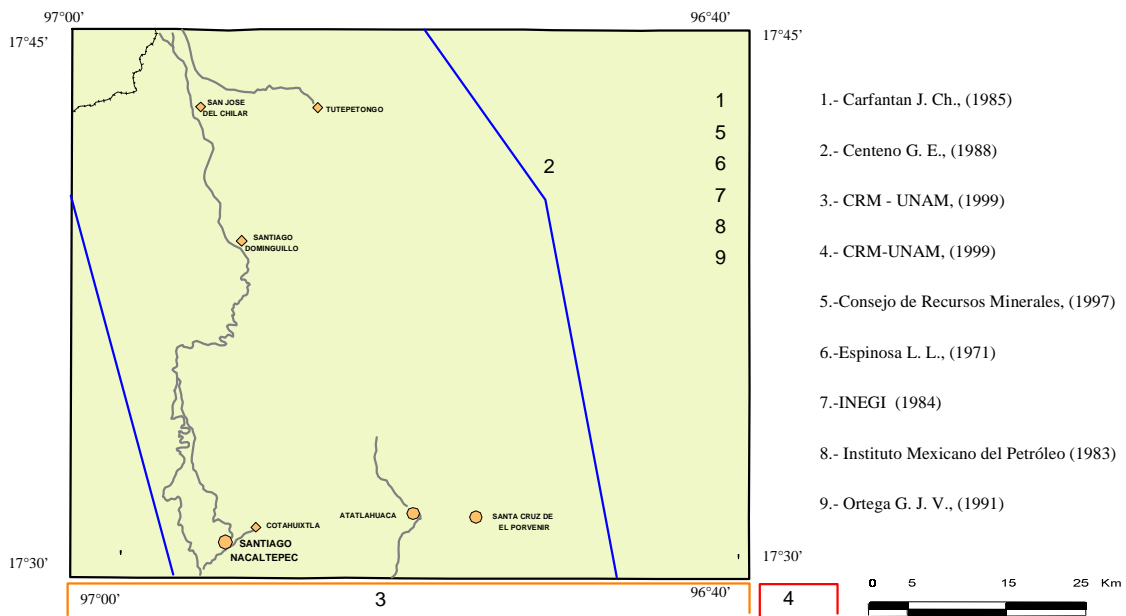 97°00'
96°40'
17°45'
17°45'
SAN JOSE
DEL CHILAR
TUTEPETONGO
1
5
6
7
8
9
2
SANTIAGO
DOMINGUILLO
ATATLAHUACA
SANTA CRUZ DE
EL PORVENIR
COTAHUIXTLA
SANTIAGO
NACALTEPEC
'
'
17°30'
17°30'
97°00'
3
96°40'
4
1.- Carfantan J. Ch., (1985)
2.- Centeno G. E., (1988)
3.- CRM - UNAM, (1999)
4.- CRM-UNAM, (1999)
5.-Consejo de Recursos Minerales, (1997)
6.-Espinosa L. L., (1971)
7.-INEGI (1984)
8.- Instituto Mexicano del Petróleo (1983)
9.- Ortega G. J. V., (1991)
0 5 15 25 Km